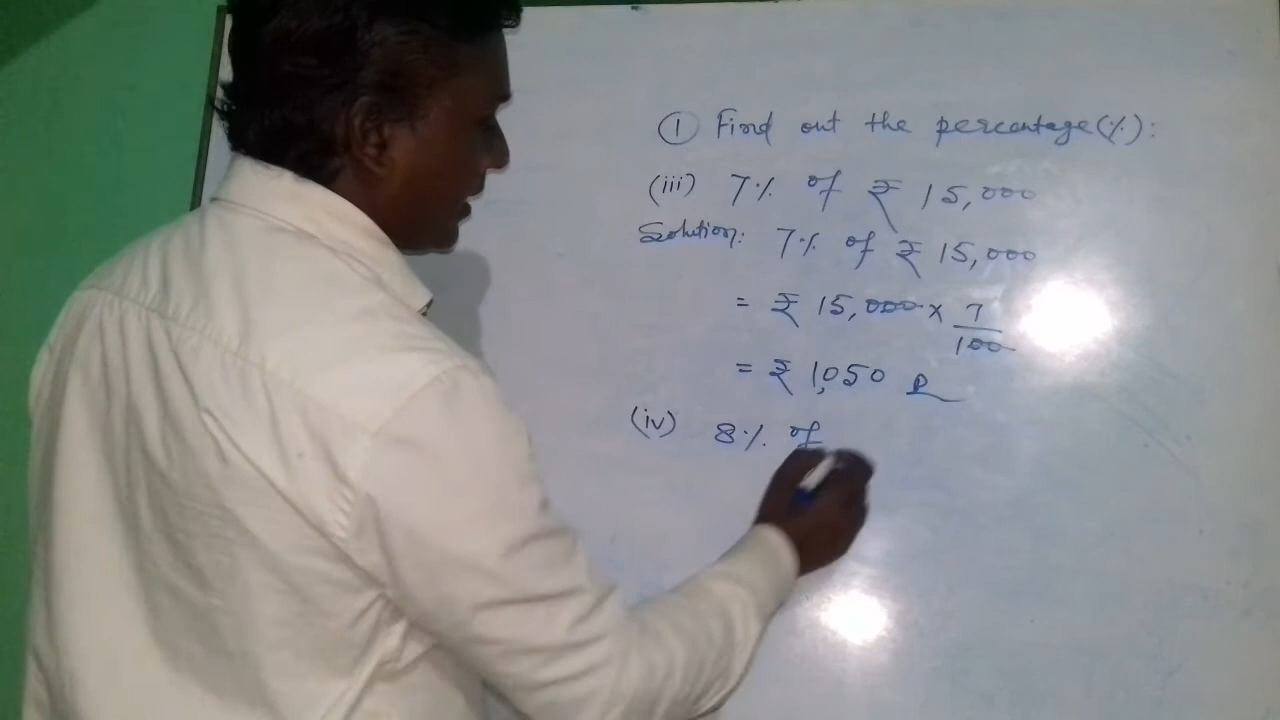 ① Find out the percentage(%):
(iii) 7% of ₹ 15,000
Solution: 7% of ₹ 15,000
= ₹ 15,000 × 7/100
= ₹ 1,050
(iv) 8% of